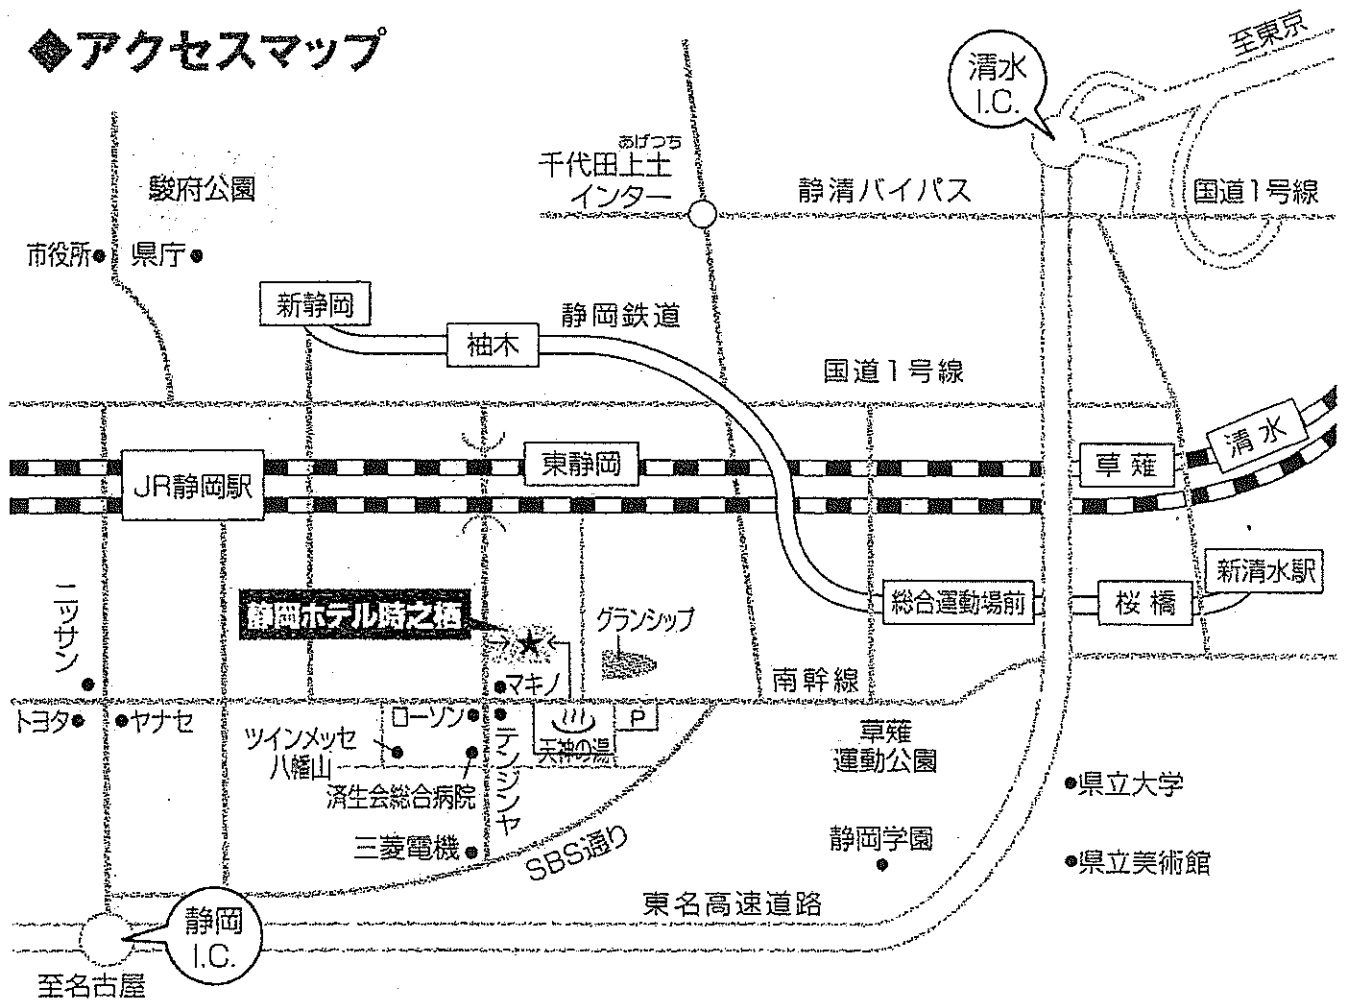 ◆アクセスマップ
至東京
清水
I.C.
あげつち
千代田上土
インター
静清バイパス
国道1号線
駿府公園
市役所
県庁
新静岡
静岡鉄道
柚木
国道1号線
JR静岡駅
東静岡
草薙
清水
ニッサン
静岡ホテル時之栖
グランシップ
総合運動場前
桜橋
新清水駅
マキノ
南幹線
トヨタ
ヤナセ
ローソン
P
ツインメッセ
八幡山
テンジンヤ
天神の湯
草薙
運動公園
済生会総合病院
県立大学
三菱電機
SBS通り
静岡学園
県立美術館
東名高速道路
静岡
I.C.
至名古屋